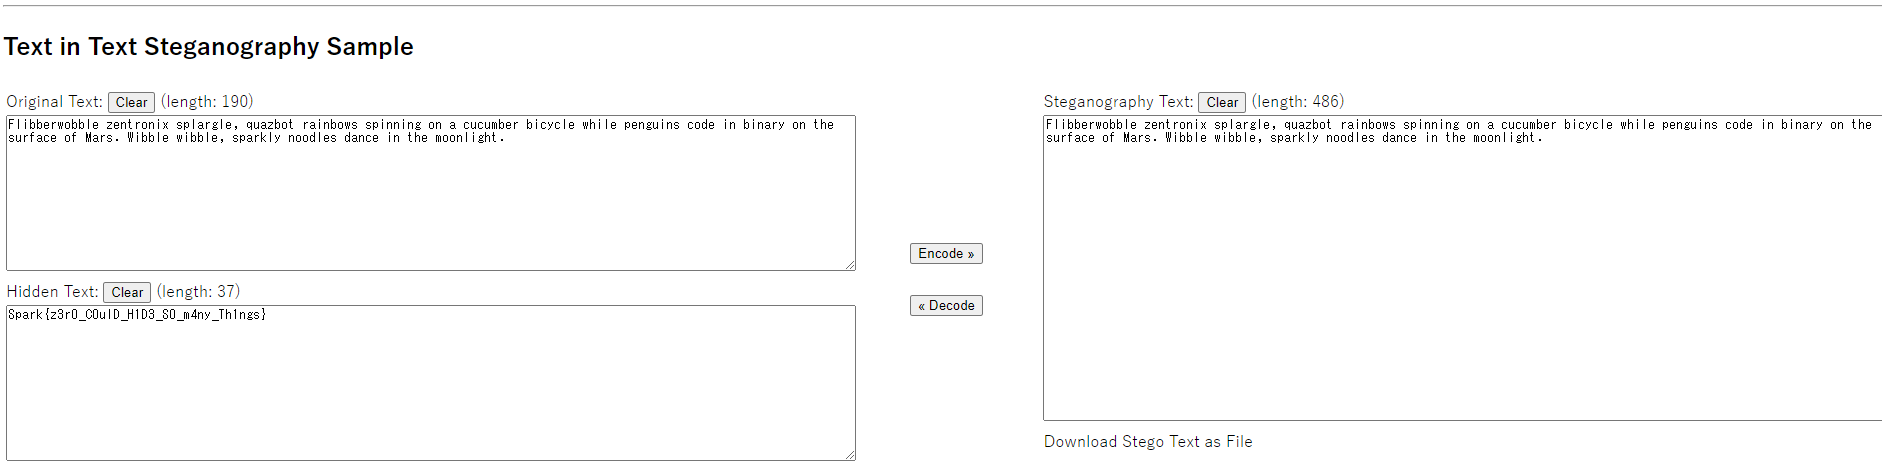 Text in Text Steganography Sample
Original Text: Clear (length: 190)
Flibberwobble zentronix splargle, quazbot rainbows spinning on a cucumber bicycle while penguins code in binary on the
surface of Mars. Wibble wibble, sparkly noodles dance in the moonlight.
Hidden Text: Clear (length: 37)
Spark{z3r0_C0ulD_H1D3_S0_m4ny_Th1ngs}
Encode »
« Decode
Steganography Text: Clear (length: 486)
Flibberwobble zentronix splargle, quazbot rainbows spinning on a cucumber bicycle while penguins code in binary on the
surface of Mars. Wibble wibble, sparkly noodles dance in the moonlight.
Download Stego Text as File